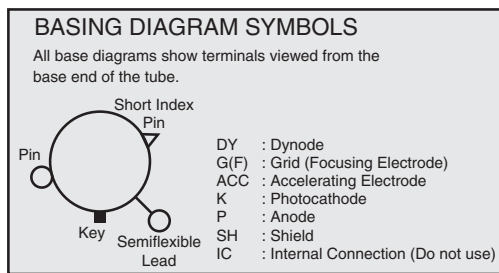 BASING DIAGRAM SYMBOLS
All base diagrams show terminals viewed from the
base end of the tube.
Short Index
Pin
Pin
Key
Semiflexible
Lead
DY : Dynode
G(F) : Grid (Focusing Electrode)
ACC : Accelerating Electrode
K : Photocathode
P : Anode
SH : Shield
IC : Internal Connection (Do not use)